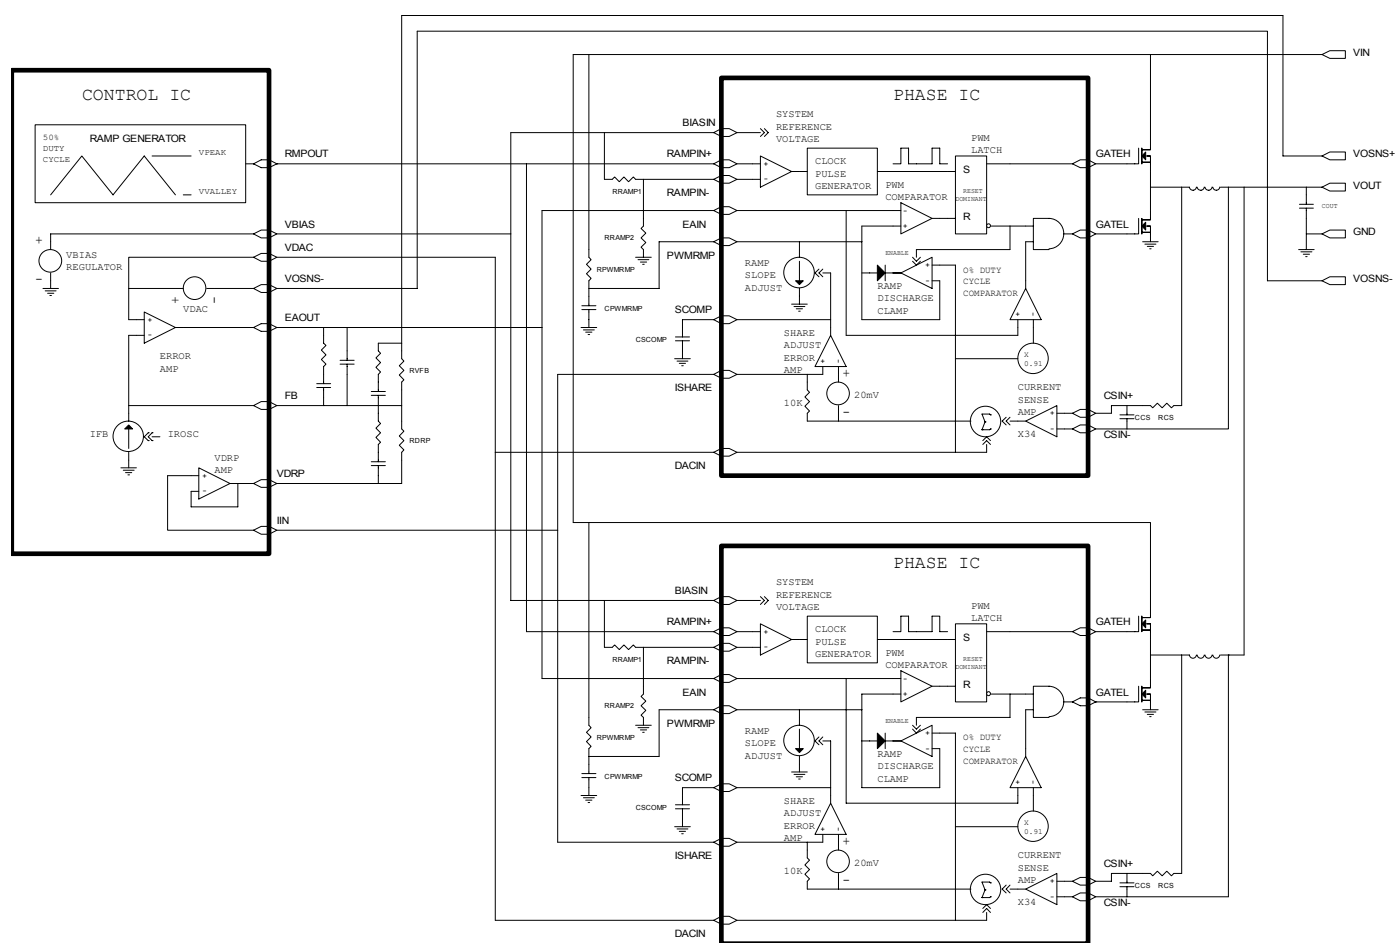 CONTROL IC
50%
DUTY
CYCLE
RAMP GENERATOR
VPEAK
VVALLEY
RMPOUT
VBIAS
+
VBIAS
REGULATOR
-
VDAC
VOSNS-
+
-
VDAC
EAOUT
+
-
ERROR
AMP
FB
IFB
IROSC
VDRP
AMP
+
-
VDRP
IIN
RVFB
RDRP
VIN
VOSNS+
VOUT
COUT
GND
VOSNS-
PHASE IC
BIASIN
SYSTEM
REFERENCE
VOLTAGE
RAMPIN+
+
-
CLOCK
PULSE
GENERATOR
PWM
LATCH
S
RESET
DOMINANT
R
GATEH
RRAMP1
RAMPIN-
PWM
COMPARATOR
-
+
EAIN
RRAMP2
GATEL
PWMRMP
RPWMRMP
RAMP
SLOPE
ADJUST
ENABLE
+
-
RAMP
DISCHARGE
CLAMP
0% DUTY
CYCLE
COMPARATOR
CPWMRMP
SCOMP
CSCOMP
SHARE
ADJUST
ERROR
AMP
+
-
+
-
X
0.91
ISHARE
10K
+
20mV
-
Σ
CURRENT
SENSE
AMP
X34
+
-
CSIN+
CCS
RCS
CSIN-
DACIN
PHASE IC
BIASIN
SYSTEM
REFERENCE
VOLTAGE
RAMPIN+
+
-
CLOCK
PULSE
GENERATOR
PWM
LATCH
S
RESET
DOMINANT
R
GATEH
RRAMP1
RAMPIN-
PWM
COMPARATOR
-
+
EAIN
RRAMP2
GATEL
PWMRMP
RPWMRMP
RAMP
SLOPE
ADJUST
ENABLE
+
-
RAMP
DISCHARGE
CLAMP
0% DUTY
CYCLE
COMPARATOR
CPWMRMP
SCOMP
CSCOMP
SHARE
ADJUST
ERROR
AMP
+
-
+
-
X
0.91
ISHARE
10K
+
20mV
-
Σ
CURRENT
SENSE
AMP
X34
+
-
CSIN+
CCS
RCS
CSIN-
DACIN